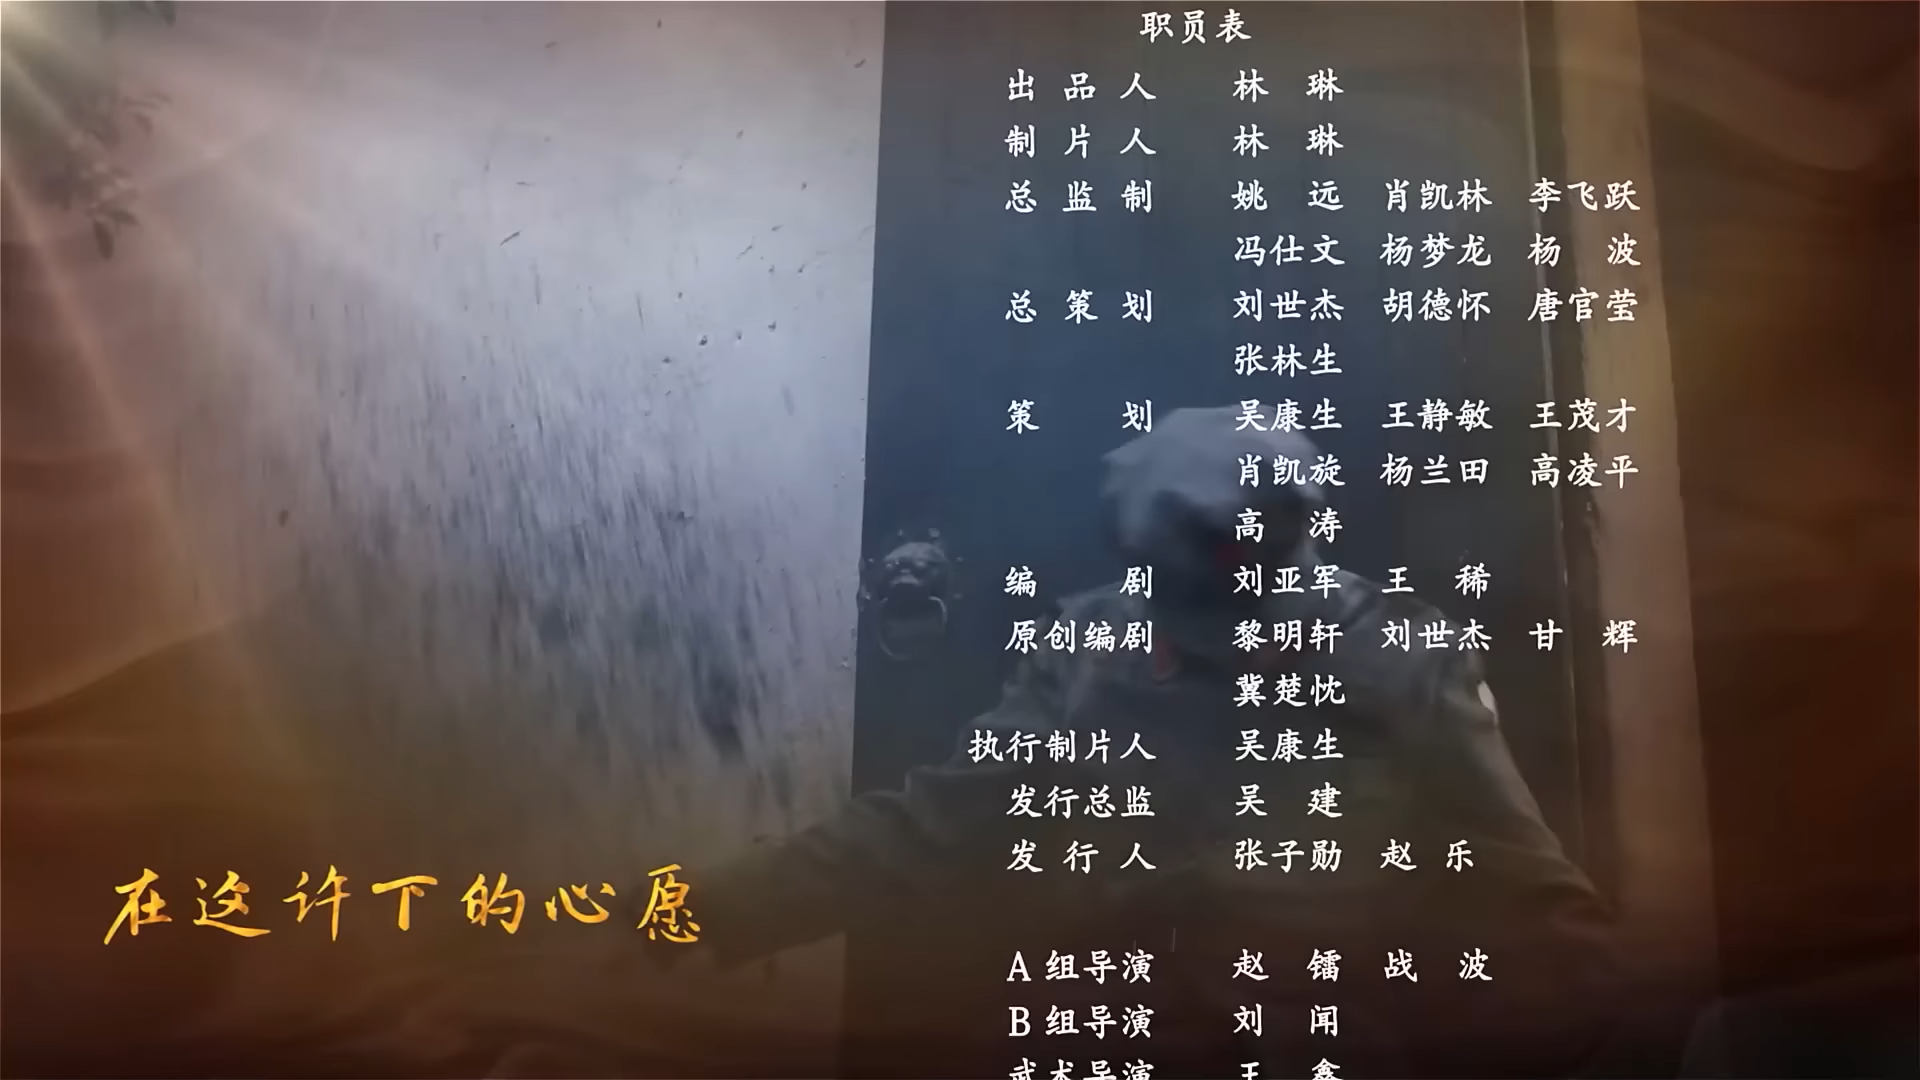 职员表
出品人 林琳
制片人 林琳
总监制 姚远 肖凯林 李飞跃
冯仕文 杨梦龙 杨波
总策划 刘世杰 胡德怀 唐官莹
张林生
策划 吴康生 王静敏 王茂才
肖凯旋 杨兰田 高凌平
高涛
编剧 刘亚军 王稀
原创编剧 黎明轩 刘世杰 甘辉
冀楚忱
执行制片人 吴康生
发行总监 吴建
发行人 张子勋 赵乐
在这许下的心愿
A组导演 赵镭 战波
B组导演 刘闻
武术导演 王鑫